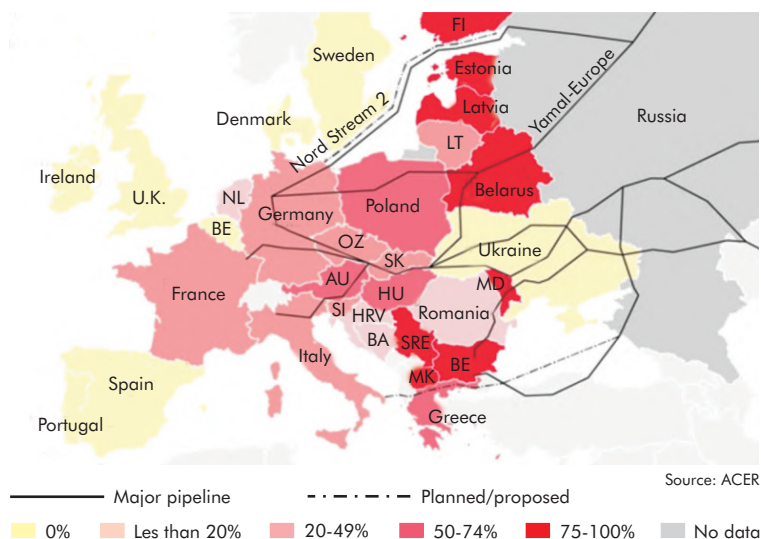 FI
Sweden
Estonia
Nord Stream 2
Yamal-Europe
Latvia
Russia
Denmark
LT
Ireland
U.K.
NL
Belarus
Germany
Poland
BE
OZ
Ukraine
SK
AU
MD
France
HU
SI
HRV
Romania
BA
SRE
Italy
BE
MK
Spain
Greece
Portugal
Source: ACER
Major pipeline Planned/proposed
0% Les than 20% 20-49% 50-74% 75-100% No data